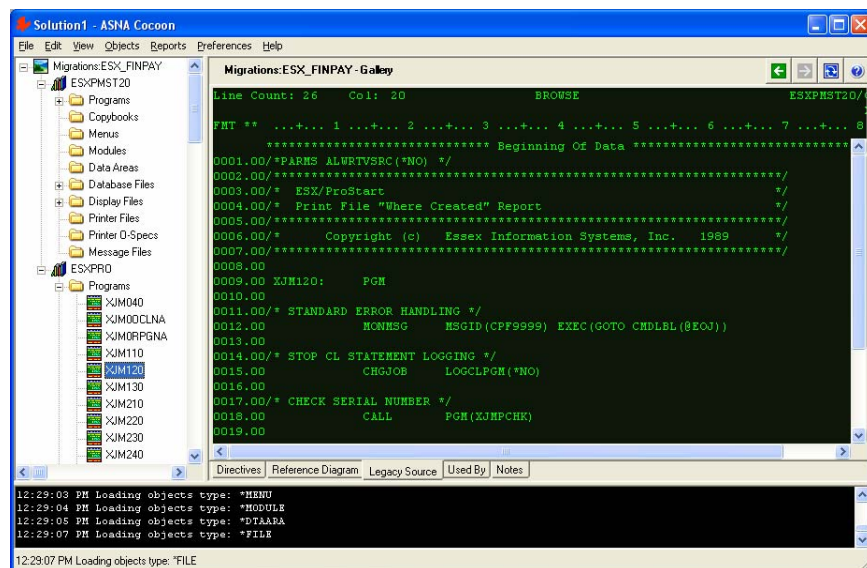 Solution1 - ASNA Cocoon
File Edit View Objects Reports Preferences Help
Migrations:ESX_FINPAY
ESXPMST20
Programs
Copybooks
Menus
Modules
Data Areas
Database Files
Display Files
Printer Files
Printer O-Specs
Message Files
ESXPRO
Programs
XJM040
XJM0OCLNA
XJM0RPGNA
XJM110
XJM120
XJM130
XJM210
XJM220
XJM230
XJM240
Migrations:ESX_FINPAY - Gallery
Line Count: 26 Col: 20 BROWSE ESXPMST20/
FMT ** ...+... 1 ...+... 2 ...+... 3 ...+... 4 ...+... 5 ...+... 6 ...+... 7 ...+... 8
****************************** Beginning Of Data ******************************
0001.00/*PARMS ALWRTVSRC(*NO) */
0002.00/*********************************************************************/
0003.00/* ESX/ProStart */
0004.00/* Print File "Where Created" Report */
0005.00/*********************************************************************/
0006.00/* Copyright (c) Essex Information Systems, Inc. 1989 */
0007.00/*********************************************************************/
0008.00
0009.00 XJM120: PGM
0010.00
0011.00/* STANDARD ERROR HANDLING */
0012.00 MONMSG MSGID(CPF9999) EXEC(GOTO CMDLBL(@EOJ))
0013.00
0014.00/* STOP CL STATEMENT LOGGING */
0015.00 CHGJOB LOGCLPGM(*NO)
0016.00
0017.00/* CHECK SERIAL NUMBER */
0018.00 CALL PGM(XJMPCHK)
0019.00
Directives Reference Diagram Legacy Source Used By Notes
12:29:03 PM Loading objects type: *MENU
12:29:04 PM Loading objects type: *MODULE
12:29:05 PM Loading objects type: *DTAARA
12:29:07 PM Loading objects type: *FILE
12:29:07 PM Loading objects type: *FILE